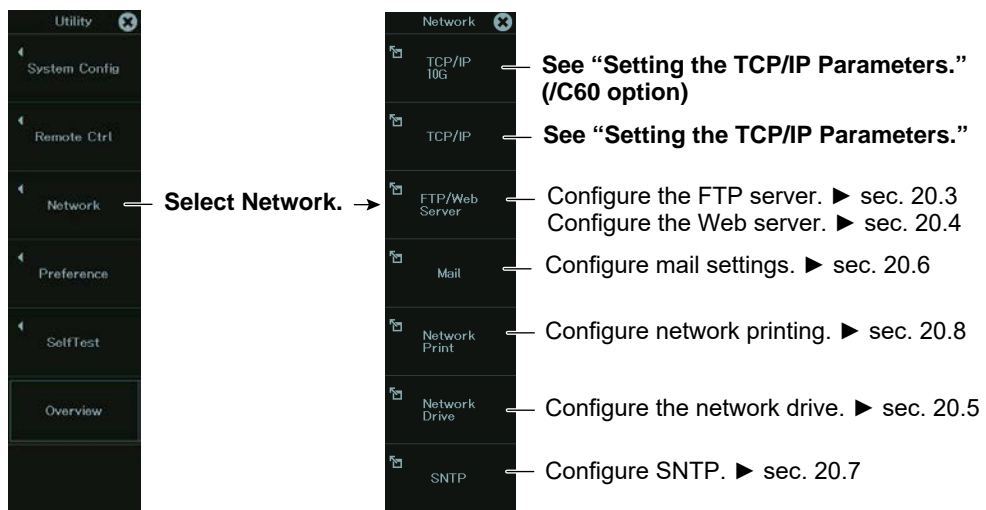 Utility
System Config
Remote Ctrl
Network
Preference
SelfTest
Overview
Select Network.
Network
TCP/IP
10G
See “Setting the TCP/IP Parameters.”
(/C60 option)
TCP/IP
See “Setting the TCP/IP Parameters.”
FTP/Web
Server
Configure the FTP server. ► sec. 20.3
Configure the Web server. ► sec. 20.4
Mail
Configure mail settings. ► sec. 20.6
Network
Print
Configure network printing. ► sec. 20.8
Network
Drive
Configure the network drive. ► sec. 20.5
SNTP
Configure SNTP. ► sec. 20.7